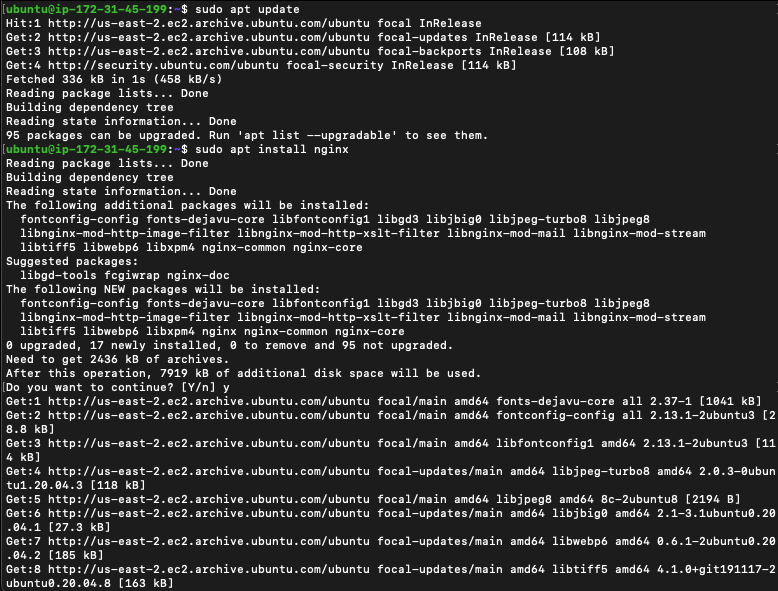 [ubuntu@ip-172-31-45-199:~$ sudo apt update
Hit:1 http://us-east-2.ec2.archive.ubuntu.com/ubuntu focal InRelease
Get:2 http://us-east-2.ec2.archive.ubuntu.com/ubuntu focal-updates InRelease [114 kB]
Get:3 http://us-east-2.ec2.archive.ubuntu.com/ubuntu focal-backports InRelease [108 kB]
Get:4 http://security.ubuntu.com/ubuntu focal-security InRelease [114 kB]
Fetched 336 kB in 1s (458 kB/s)
Reading package lists... Done
Building dependency tree
Reading state information... Done
95 packages can be upgraded. Run 'apt list --upgradable' to see them.
[ubuntu@ip-172-31-45-199:~$ sudo apt install nginx
Reading package lists... Done
Building dependency tree
Reading state information... Done
The following additional packages will be installed:
  fontconfig-config fonts-dejavu-core libfontconfig1 libgd3 libjbig0 libjpeg-turbo8 libjpeg8
  libnginx-mod-http-image-filter libnginx-mod-http-xslt-filter libnginx-mod-mail libnginx-mod-stream
  libtiff5 libwebp6 libxpm4 nginx-common nginx-core
Suggested packages:
  libgd-tools fcgiwrap nginx-doc
The following NEW packages will be installed:
  fontconfig-config fonts-dejavu-core libfontconfig1 libgd3 libjbig0 libjpeg-turbo8 libjpeg8
  libnginx-mod-http-image-filter libnginx-mod-http-xslt-filter libnginx-mod-mail libnginx-mod-stream
  libtiff5 libwebp6 libxpm4 nginx nginx-common nginx-core
0 upgraded, 17 newly installed, 0 to remove and 95 not upgraded.
Need to get 2436 kB of archives.
After this operation, 7919 kB of additional disk space will be used.
[Do you want to continue? [Y/n] y
Get:1 http://us-east-2.ec2.archive.ubuntu.com/ubuntu focal/main amd64 fonts-dejavu-core all 2.37-1 [1041 kB]
Get:2 http://us-east-2.ec2.archive.ubuntu.com/ubuntu focal/main amd64 fontconfig-config all 2.13.1-2ubuntu3 [2
8.8 kB]
Get:3 http://us-east-2.ec2.archive.ubuntu.com/ubuntu focal/main amd64 libfontconfig1 amd64 2.13.1-2ubuntu3 [11
4 kB]
Get:4 http://us-east-2.ec2.archive.ubuntu.com/ubuntu focal-updates/main amd64 libjpeg-turbo8 amd64 2.0.3-0ubun
tu1.20.04.3 [118 kB]
Get:5 http://us-east-2.ec2.archive.ubuntu.com/ubuntu focal/main amd64 libjpeg8 amd64 8c-2ubuntu8 [2194 B]
Get:6 http://us-east-2.ec2.archive.ubuntu.com/ubuntu focal-updates/main amd64 libjbig0 amd64 2.1-3.1ubuntu0.20
.04.1 [27.3 kB]
Get:7 http://us-east-2.ec2.archive.ubuntu.com/ubuntu focal-updates/main amd64 libwebp6 amd64 0.6.1-2ubuntu0.20
.04.2 [185 kB]
Get:8 http://us-east-2.ec2.archive.ubuntu.com/ubuntu focal-updates/main amd64 libtiff5 amd64 4.1.0+git191117-2
ubuntu0.20.04.8 [163 kB]